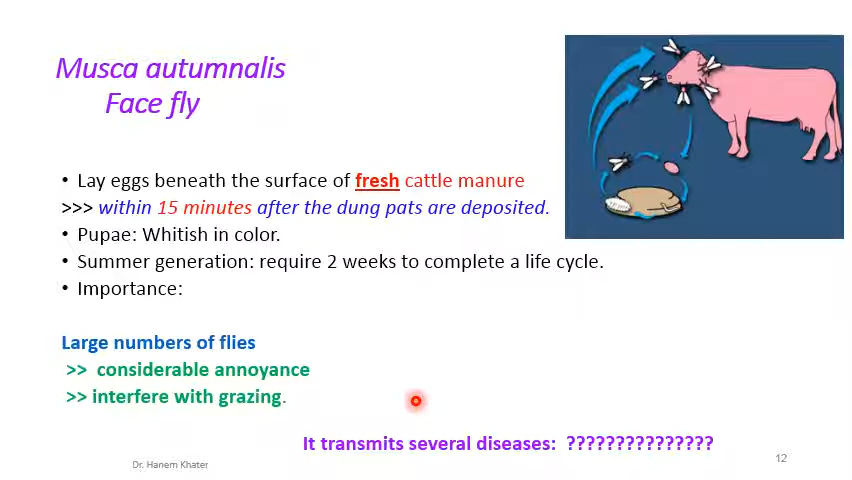 Musca autumnalis
Face fly
• Lay eggs beneath the surface of fresh cattle manure
>>> within 15 minutes after the dung pats are deposited.
• Pupae: Whitish in color.
• Summer generation: require 2 weeks to complete a life cycle.
• Importance:
Large numbers of flies
>> considerable annoyance
>> interfere with grazing.
It transmits several diseases: ???????????????
Dr. Hanem Khater
12